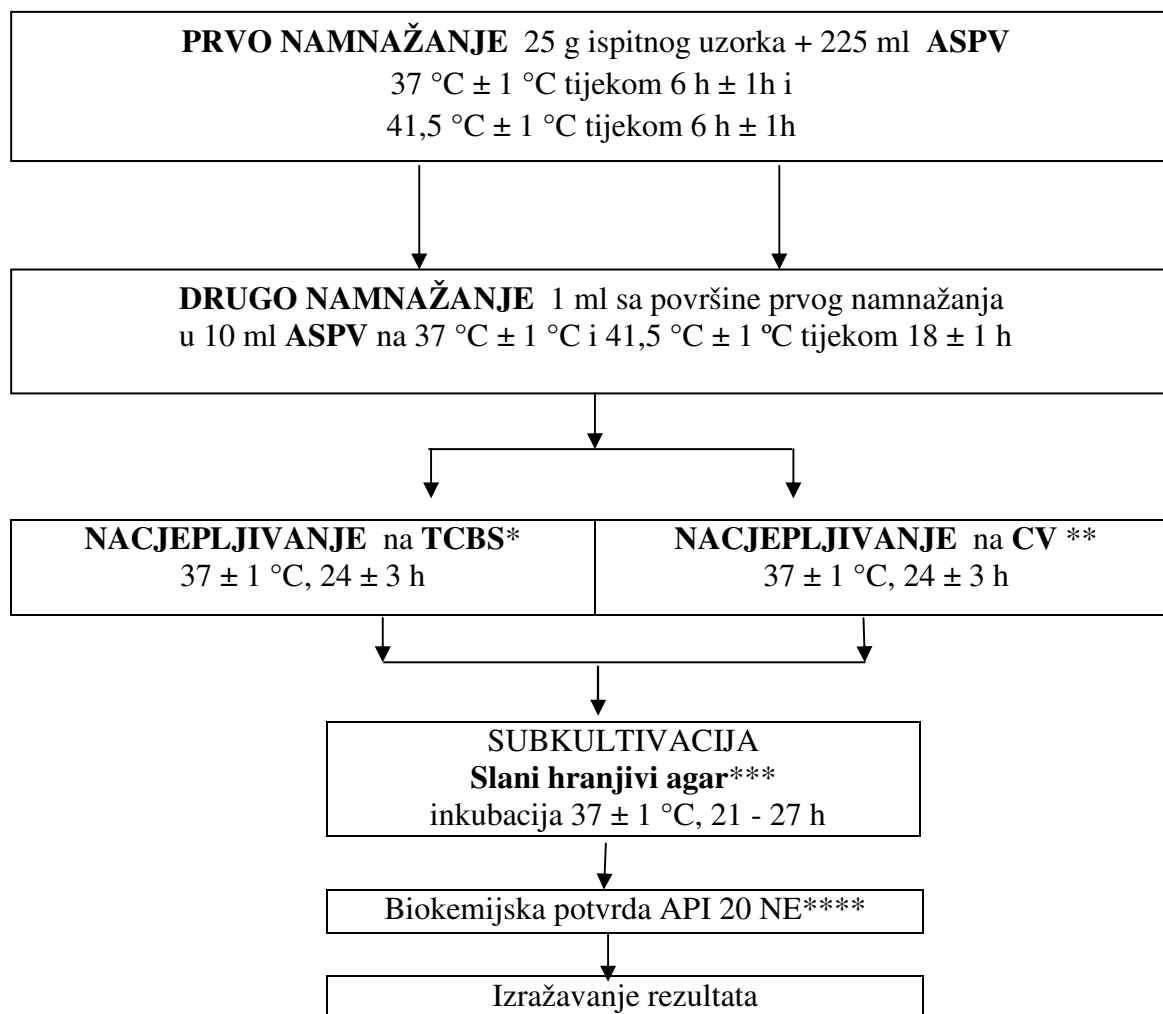 PRVO NAMNAŽANJE 25 g ispitnog uzorka + 225 ml ASPV
37 °C ± 1 °C tijekom 6 h ± 1h i
41,5 °C ± 1 °C tijekom 6 h ± 1h
DRUGO NAMNAŽANJE 1 ml sa površine prvog namnažanja
u 10 ml ASPV na 37 °C ± 1 °C i 41,5 °C ± 1 ºC tijekom 18 ± 1 h
NACJEPLJIVANJE na TCBS*
37 ± 1 °C, 24 ± 3 h
NACJEPLJIVANJE na CV **
37 ± 1 °C, 24 ± 3 h
SUBKULTIVACIJA
Slani hranjivi agar***
inkubacija 37 ± 1 °C, 21 - 27 h
Biokemijska potvrda API 20 NE****
Izražavanje rezultata